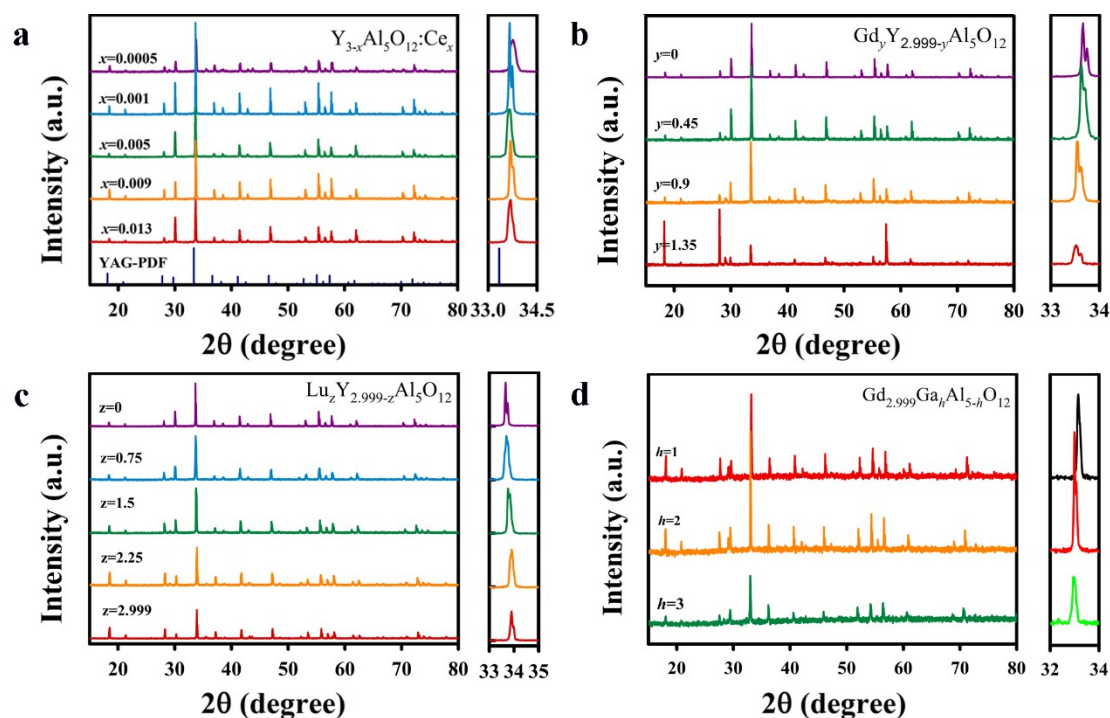 a
Y3-xAl5O12:Cex
x=0.0005
x=0.001
x=0.005
x=0.009
x=0.013
YAG-PDF
Intensity (a.u.)
20 30 40 50 60 70 80
33.0 34.5
2θ (degree)
b
GdyY2.999-yAl5O12
y=0
y=0.45
y=0.9
y=1.35
Intensity (a.u.)
20 30 40 50 60 70 80
33 34
2θ (degree)
c
LuzY2.999-zAl5O12
z=0
z=0.75
z=1.5
z=2.25
z=2.999
Intensity (a.u.)
20 30 40 50 60 70 80
33 34 35
2θ (degree)
d
Gd2.999GahAl5-hO12
h=1
h=2
h=3
Intensity (a.u.)
20 30 40 50 60 70 80
32 34
2θ (degree)